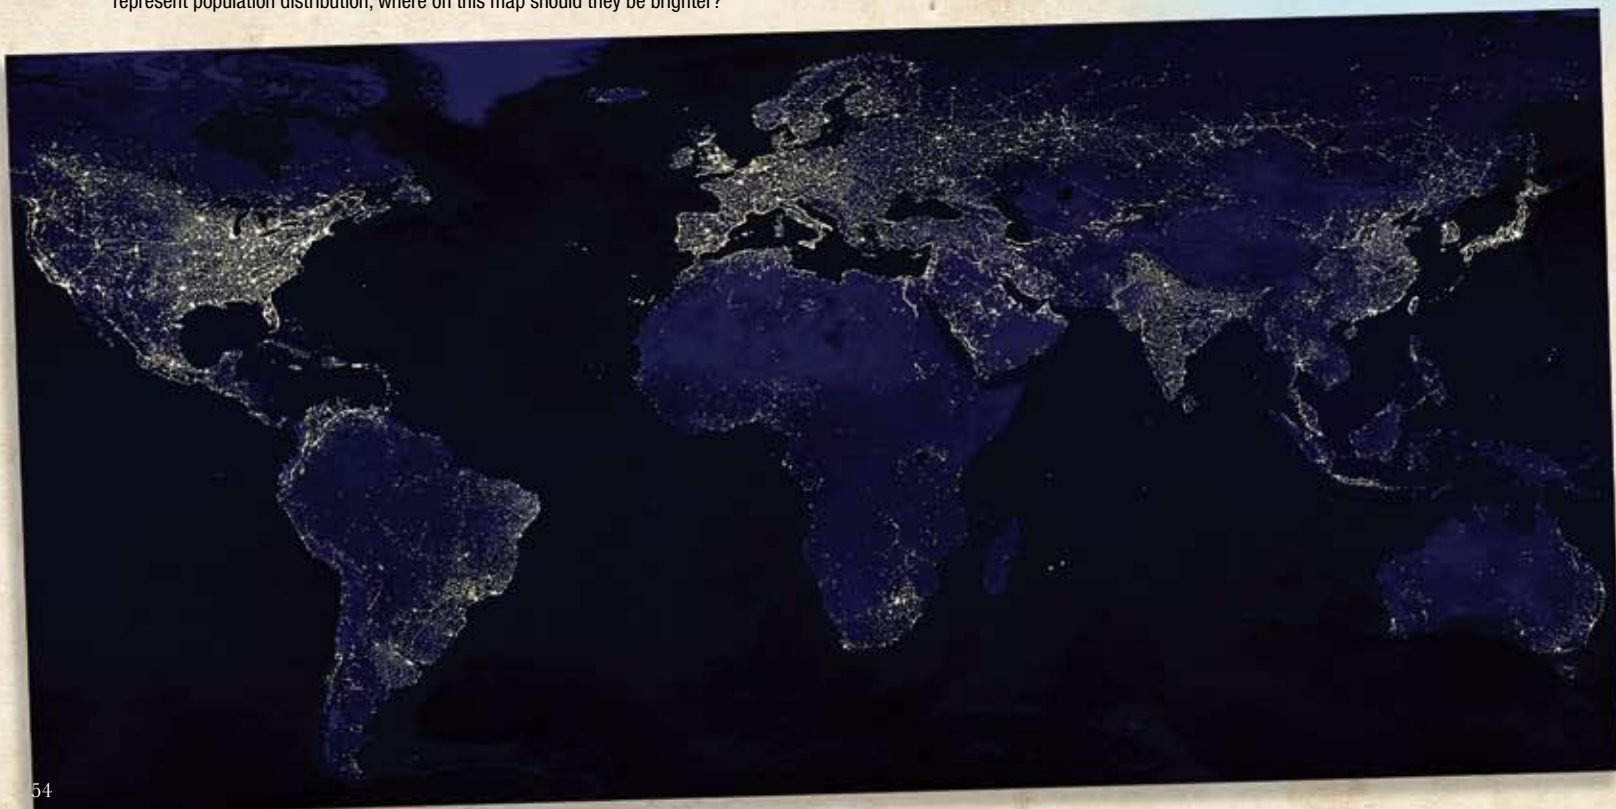 represent population distribution, where on this map should they be brighter?
54